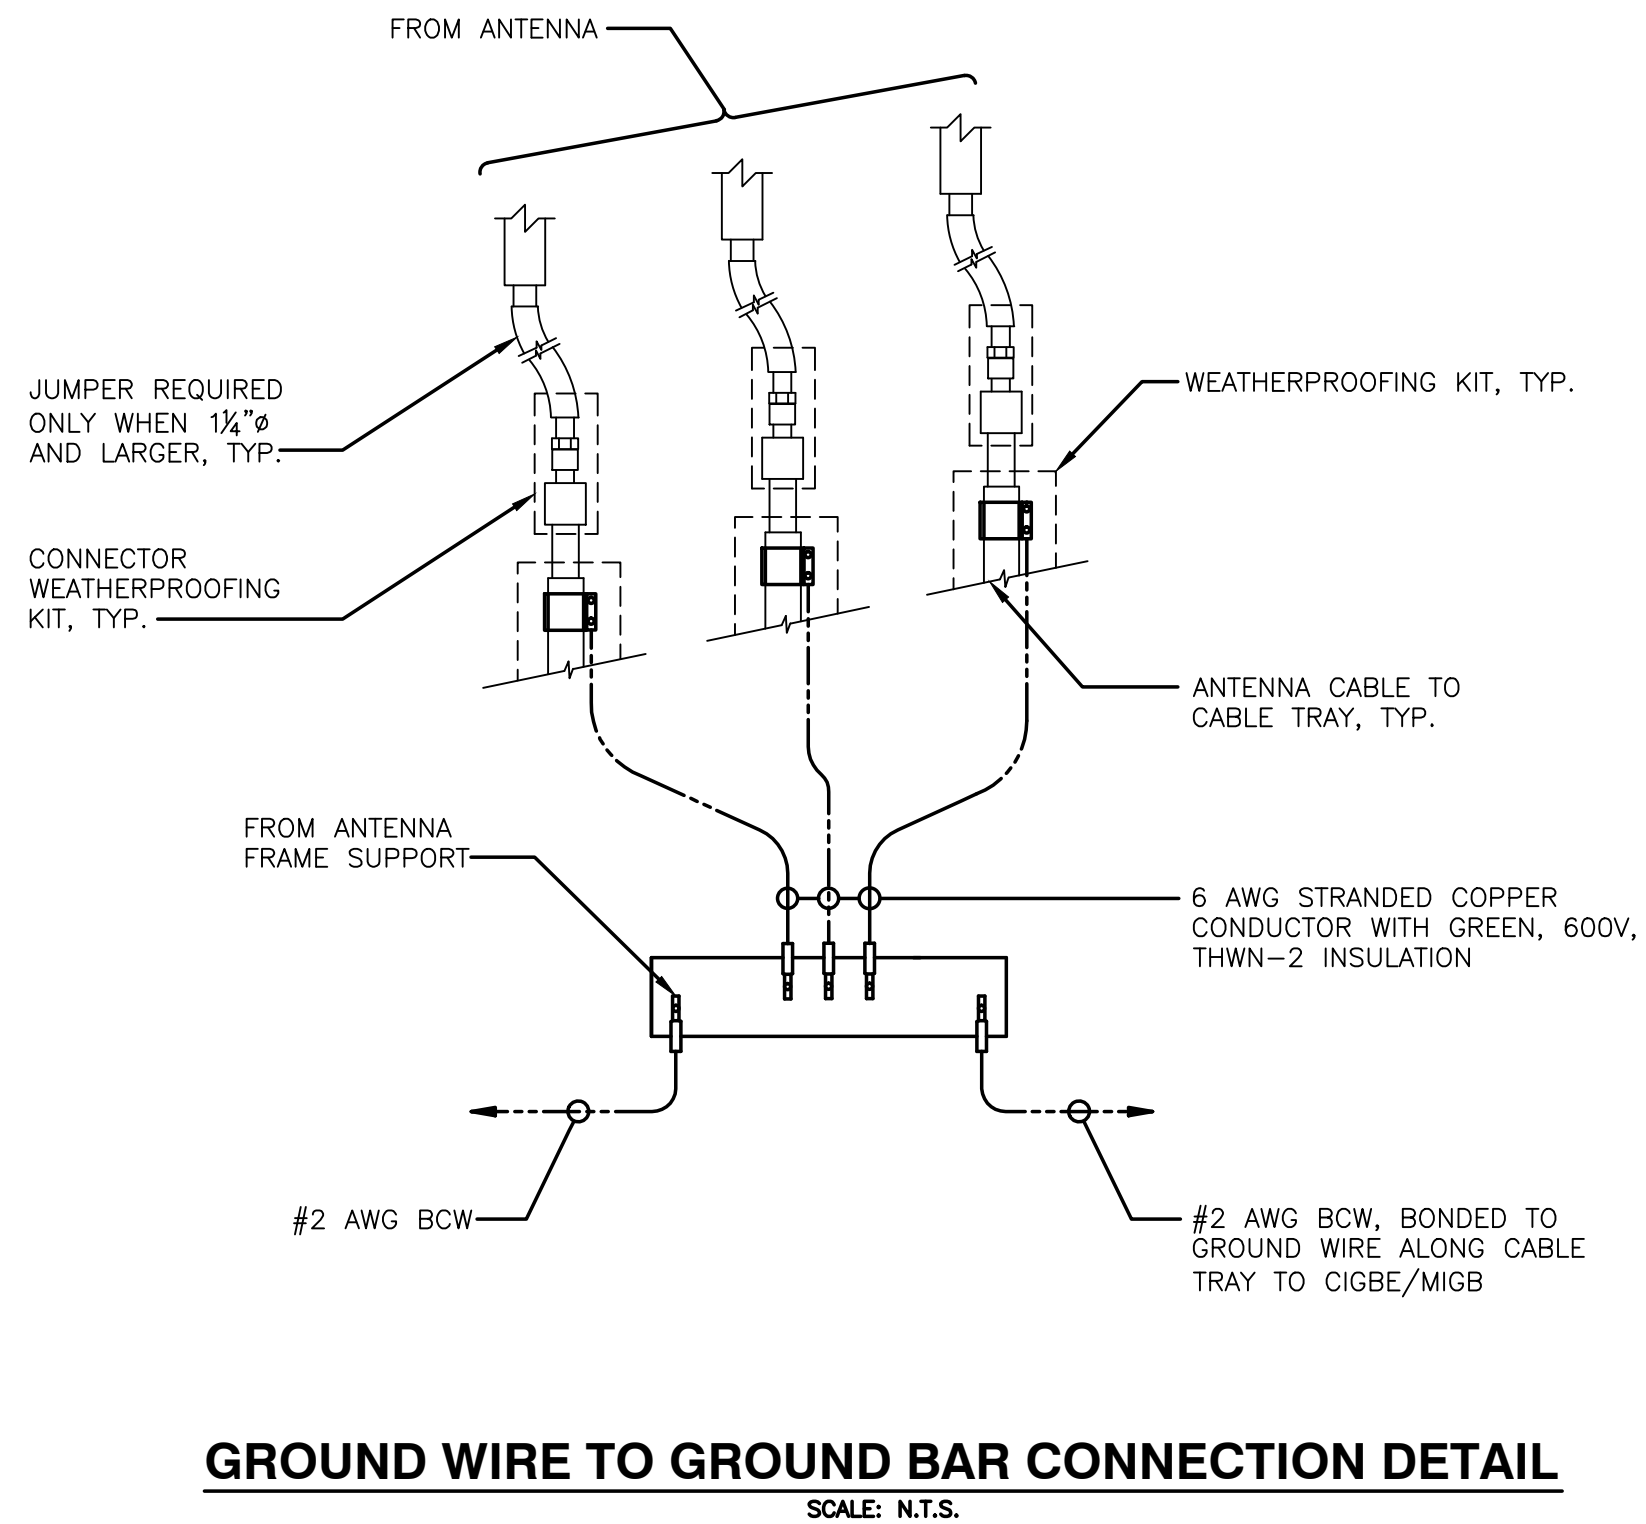 FROM ANTENNA
JUMPER REQUIRED
ONLY WHEN 1¼"ø
AND LARGER, TYP.
WEATHERPROOFING KIT, TYP.
CONNECTOR
WEATHERPROOFING
KIT, TYP.
ANTENNA CABLE TO
CABLE TRAY, TYP.
FROM ANTENNA
FRAME SUPPORT
6 AWG STRANDED COPPER
CONDUCTOR WITH GREEN, 600V,
THWN-2 INSULATION
#2 AWG BCW
#2 AWG BCW, BONDED TO
GROUND WIRE ALONG CABLE
TRAY TO CIGBE/MIGB
GROUND WIRE TO GROUND BAR CONNECTION DETAIL
SCALE: N.T.S.